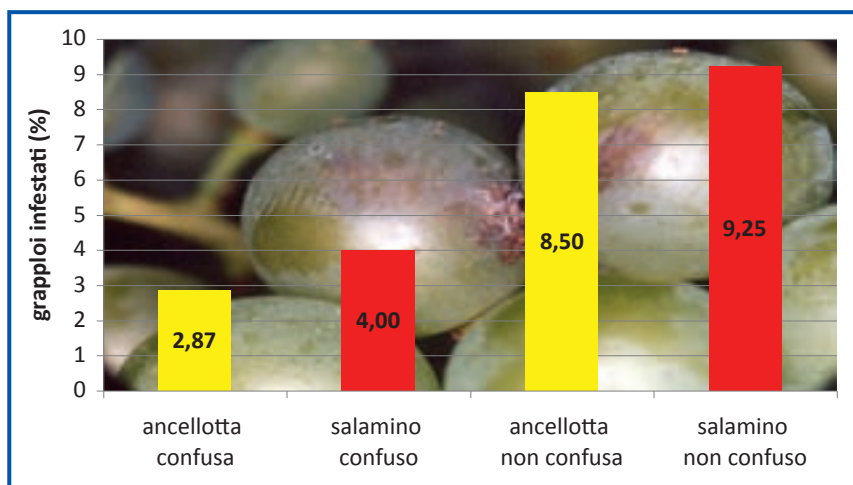 grapploi infestati (%)
10
9
8
7
6
5
4
3
2
1
0
2,87
4,00
8,50
9,25
ancellotta
confusa
salamino
confuso
ancellotta
non confusa
salamino
non confuso